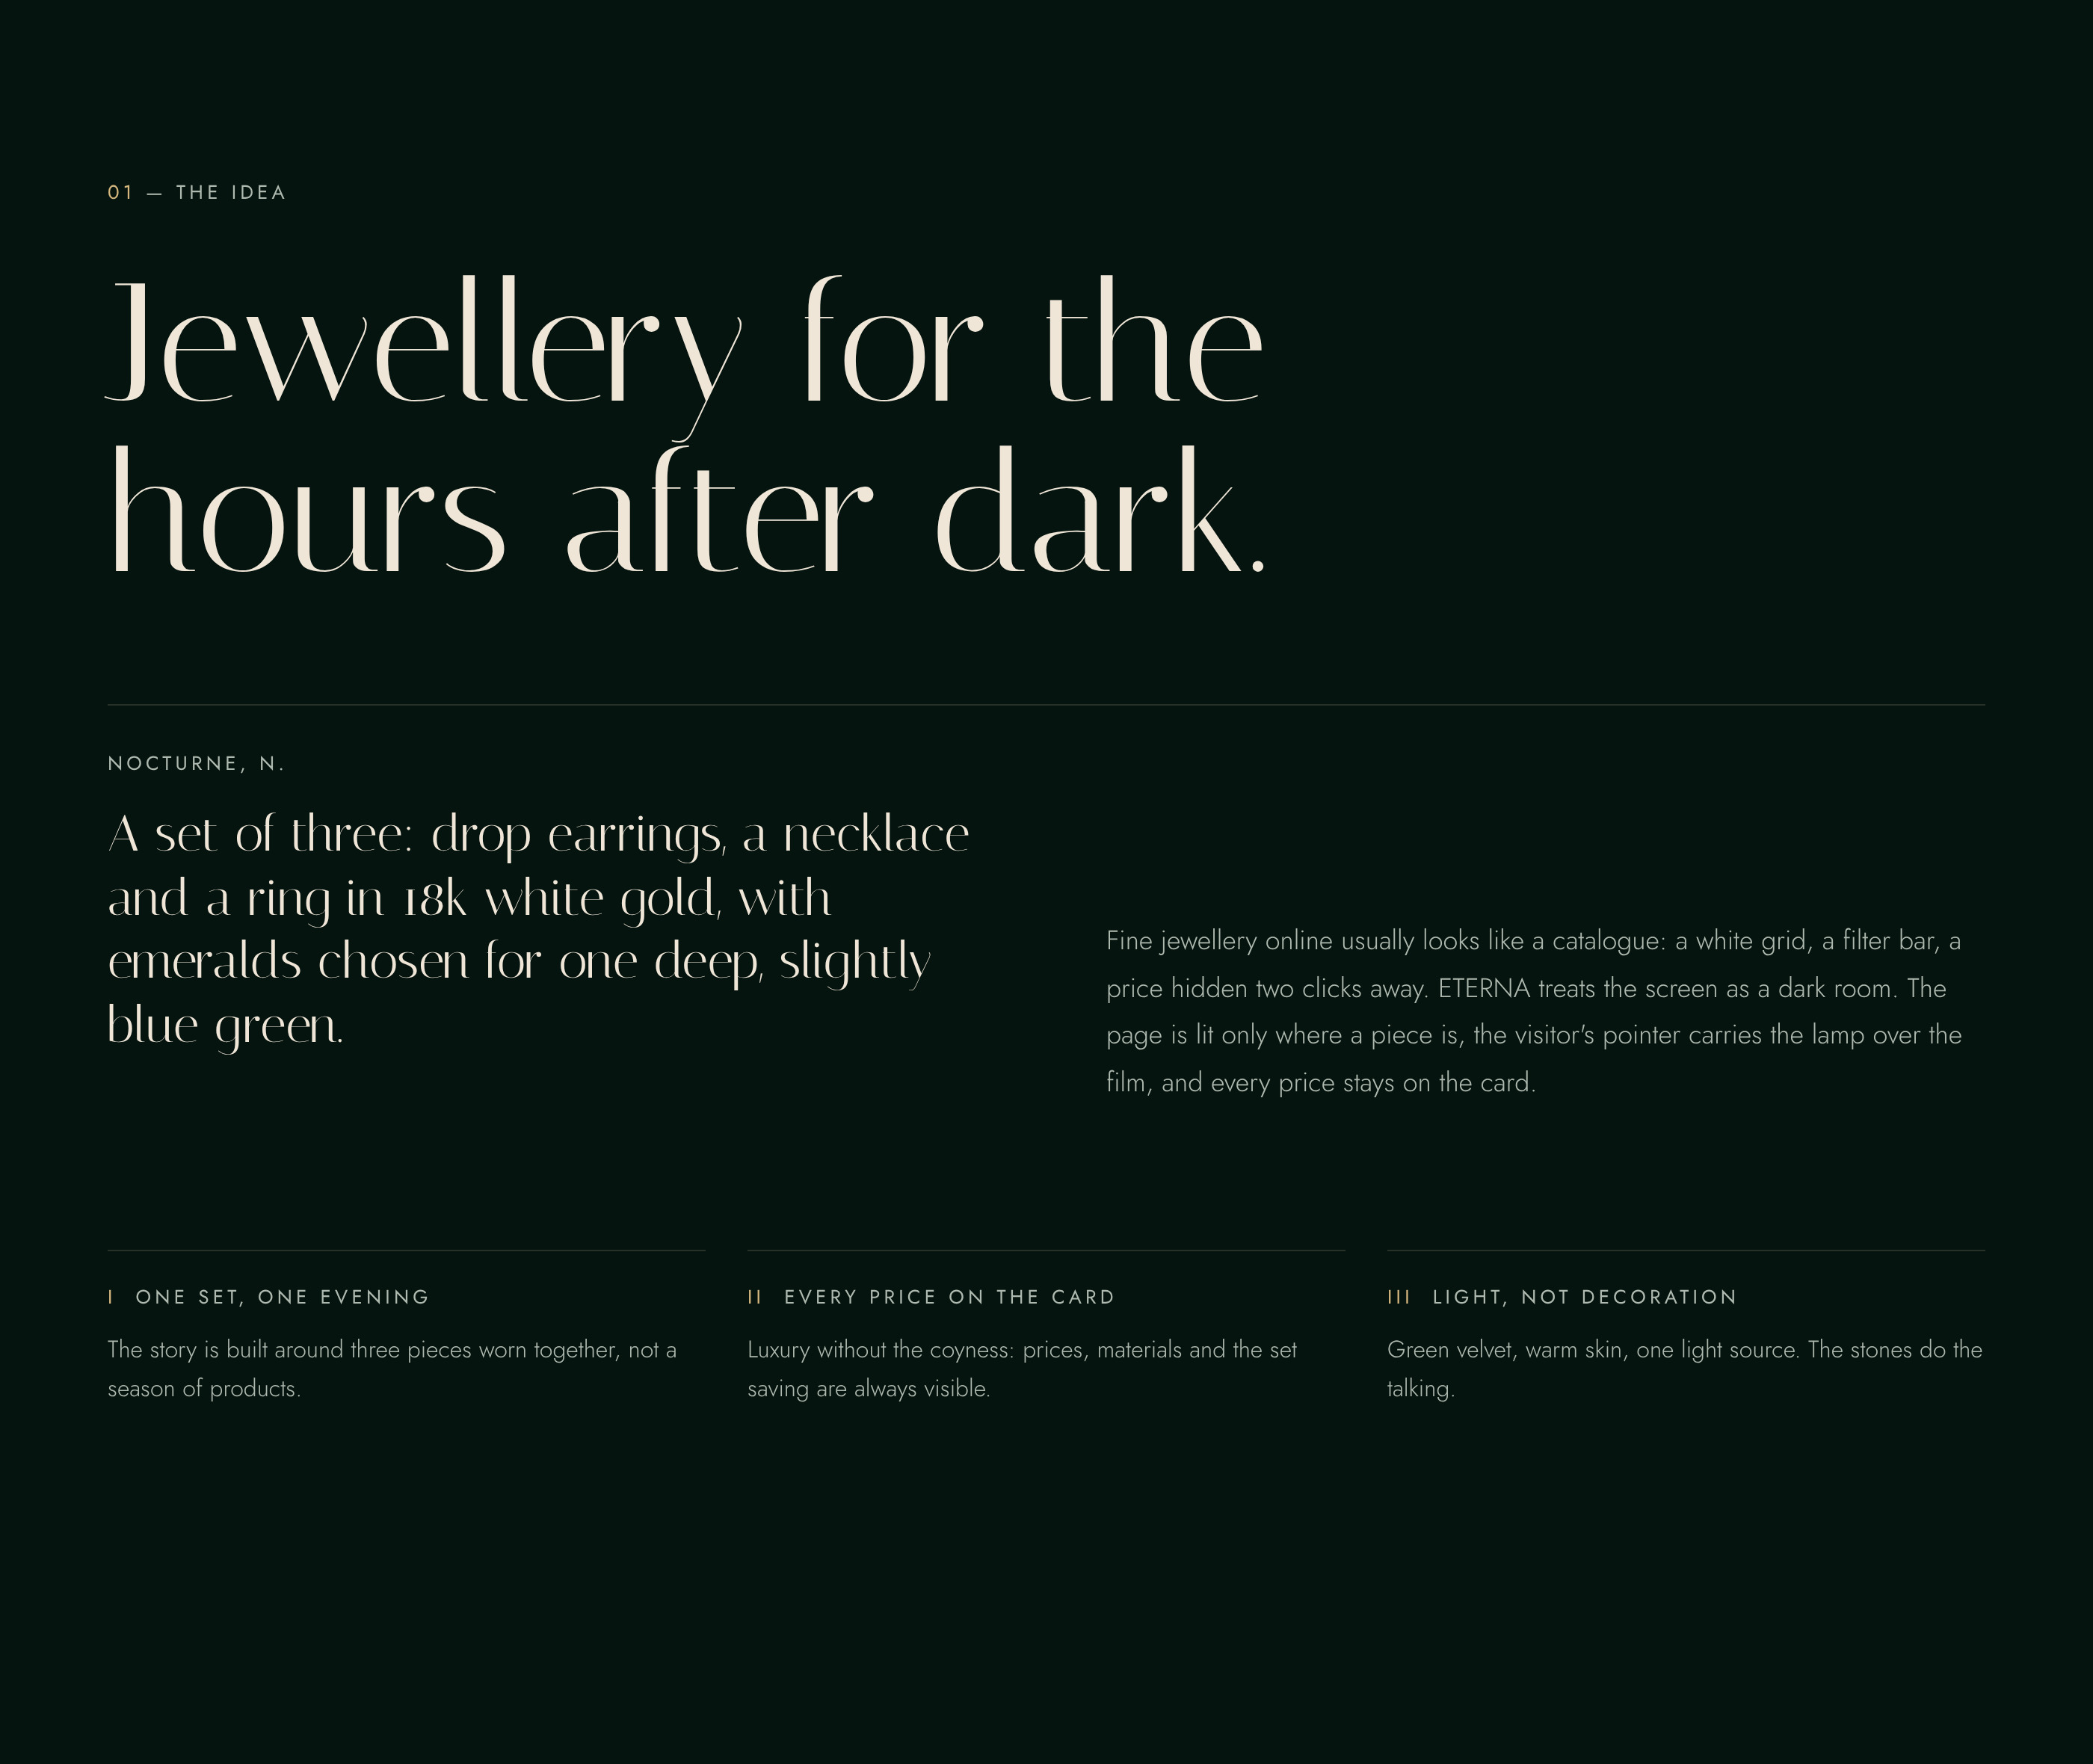 01 — THE IDEA
Jewellery for the
hours after dark.
NOCTURNE, N.
A set of three: drop earrings, a necklace
and a ring in 18k white gold, with
emeralds chosen for one deep, slightly
blue green.
Fine jewellery online usually looks like a catalogue: a white grid, a filter bar, a
price hidden two clicks away. ETERNA treats the screen as a dark room. The
page is lit only where a piece is, the visitor's pointer carries the lamp over the
film, and every price stays on the card.
I ONE SET, ONE EVENING
The story is built around three pieces worn together, not a
season of products.
II EVERY PRICE ON THE CARD
Luxury without the coyness: prices, materials and the set
saving are always visible.
III LIGHT, NOT DECORATION
Green velvet, warm skin, one light source. The stones do the
talking.